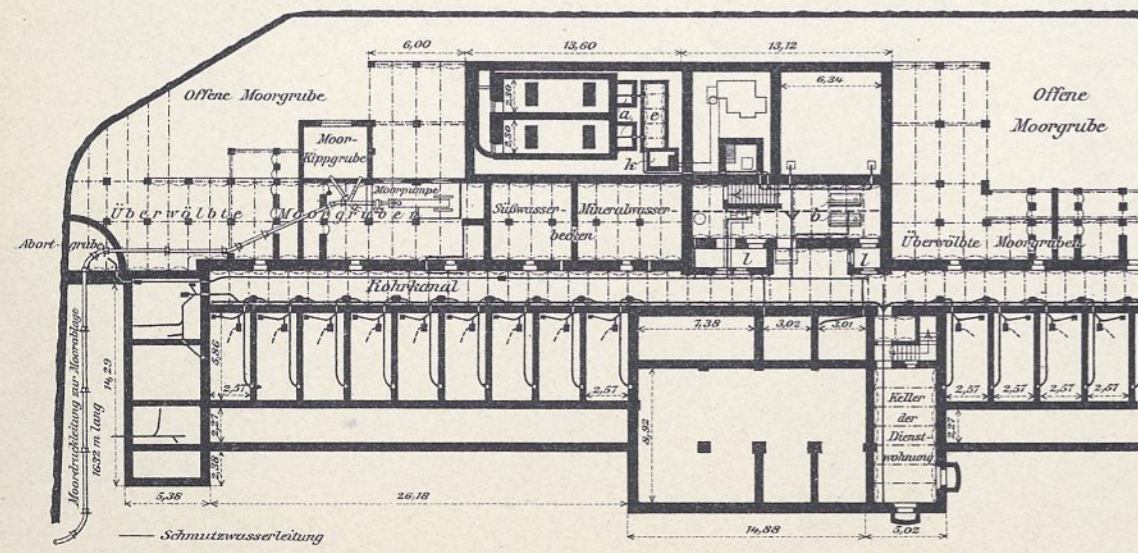 6,00
13,60
13,12
Offene Moorgrube
2,30
2,30
a
e
k
6,34
Offene
Moorgrube
Moor-
Kippgrube
Moorpumpe
Überwölbte Moorgruben
Süßwasser
Mineralwasser
becken
b
l
l
Überwölbte Moorgruben
Abort-
grube
Rohrkanal
7,38
3,02
3,01
Moordruckleitung zur Moorablage
1632 m lang
14,29
5,86
2,57
2,57
2,57
2,57
2,57
2,57
2,27
2,38
8,92
Keller
der
Dienst-
wohnung
2,27
5,38
26,18
14,88
5,02
Schmutzwasserleitung